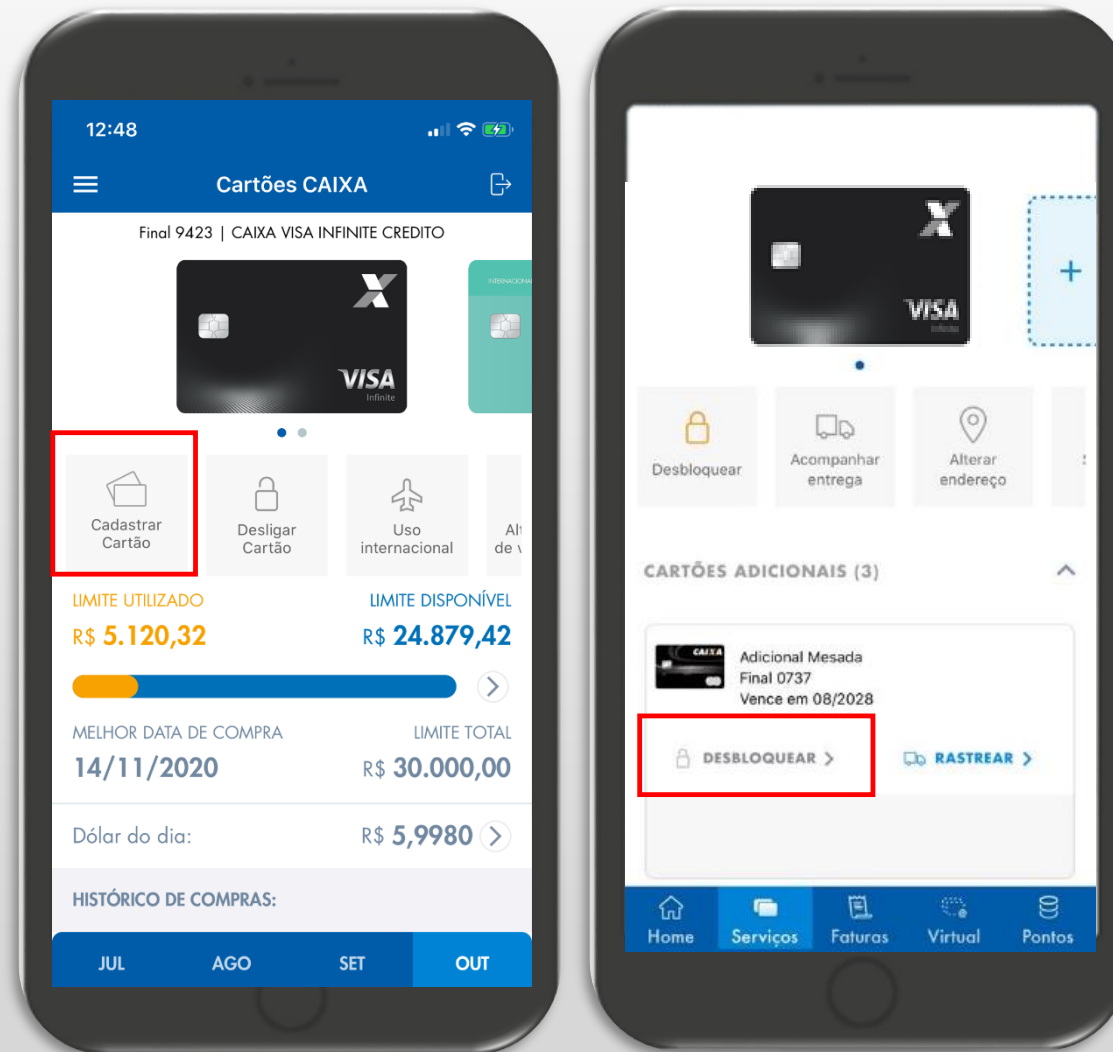 12:48
Cartões CAIXA
Final 9423 | CAIXA VISA INFINITE CREDITO
VISA
Infinite
INTERNACIONA
Cadastrar
Cartão
Desligar
Cartão
Uso
internacional
Alt
de v
LIMITE UTILIZADO
LIMITE DISPONÍVEL
R$ 5.120,32
R$ 24.879,42
MELHOR DATA DE COMPRA
LIMITE TOTAL
14/11/2020
R$ 30.000,00
Dólar do dia:
R$ 5,9980
HISTÓRICO DE COMPRAS:
JUL
AGO
SET
OUT
VISA
Infinite
+
Desbloquear
Acompanhar
entrega
Alterar
endereço
CARTÕES ADICIONAIS (3)
CAIXA
Adicional Mesada
Final 0737
Vence em 08/2028
DESBLOQUEAR >
RASTREAR >
Home
Serviços
Faturas
Virtual
Pontos